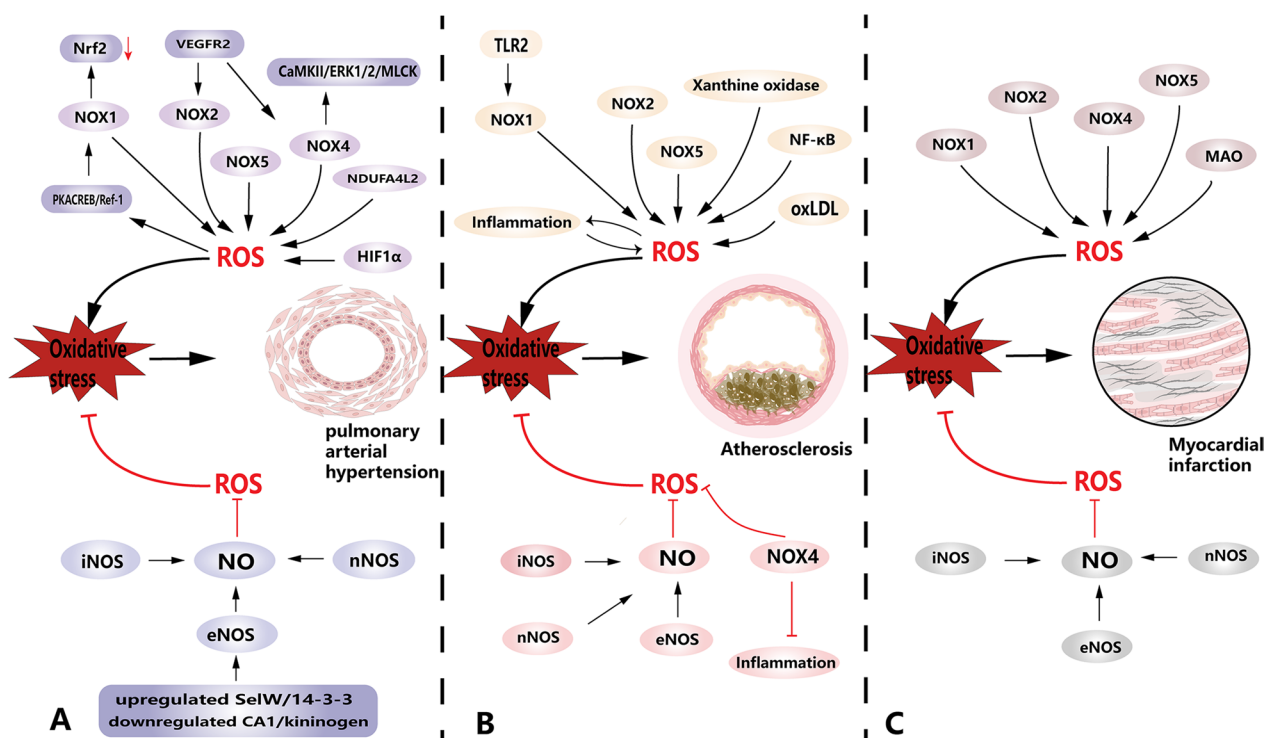 Nrf2
VEGFR2
CaMKII/ERK1/2/MLCK
NOX1
NOX2
NOX5
NOX4
NDUFA4L2
PKACREB/Ref-1
ROS
HIF1α
Oxidative
stress
pulmonary
arterial
hypertension
ROS
iNOS
NO
nNOS
eNOS
upregulated SelW/14-3-3
downregulated CA1/kininogen
A
TLR2
NOX1
NOX2
Xanthine oxidase
NOX5
NF-κB
oxLDL
Inflammation
ROS
Oxidative
stress
Atherosclerosis
ROS
iNOS
NO
NOX4
nNOS
eNOS
Inflammation
B
NOX1
NOX2
NOX4
NOX5
MAO
ROS
Oxidative
stress
Myocardial
infarction
ROS
iNOS
NO
nNOS
eNOS
C